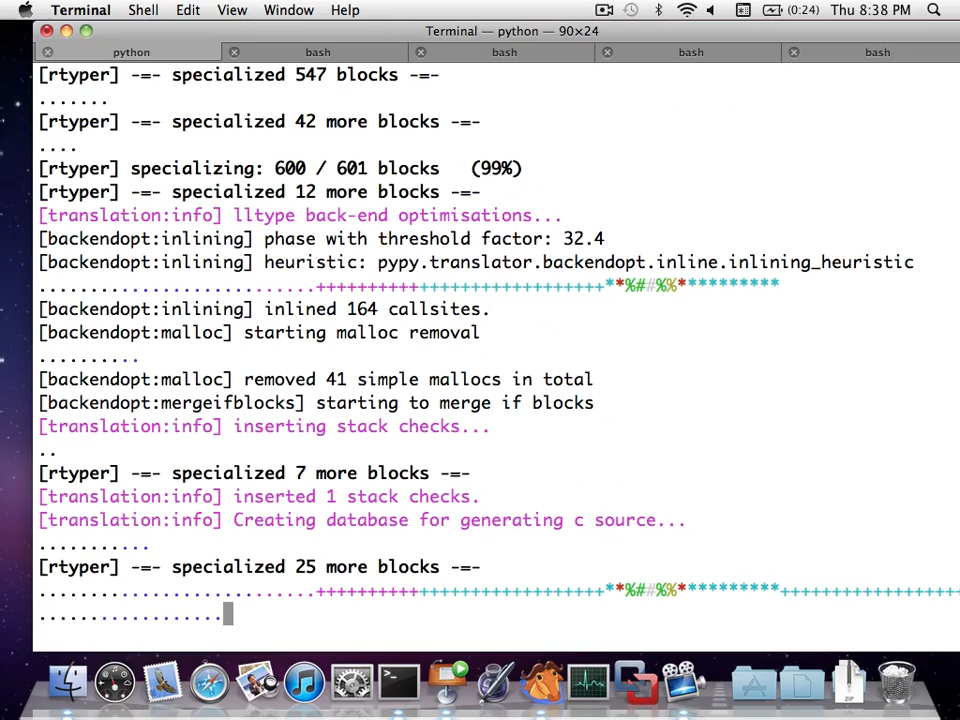 Terminal Shell Edit View Window Help (0:24) Thu 8:38 PM
Terminal — python — 90×24
python bash bash bash bash
[rtyper] -=- specialized 547 blocks -=-
.......
[rtyper] -=- specialized 42 more blocks -=-
....
[rtyper] specializing: 600 / 601 blocks (99%)
[rtyper] -=- specialized 12 more blocks -=-
[translation:info] lltype back-end optimisations...
[backendopt:inlining] phase with threshold factor: 32.4
[backendopt:inlining] heuristic: pypy.translator.backendopt.inline.inlining_heuristic
...........................++++++++++++++++++++++++++++**%##%%**********
[backendopt:inlining] inlined 164 callsites.
[backendopt:malloc] starting malloc removal
..........
[backendopt:malloc] removed 41 simple mallocs in total
[backendopt:mergeifblocks] starting to merge if blocks
[translation:info] inserting stack checks...
..
[rtyper] -=- specialized 7 more blocks -=-
[translation:info] inserted 1 stack checks.
[translation:info] Creating database for generating c source...
...........
[rtyper] -=- specialized 25 more blocks -=-
...........................++++++++++++++++++++++++++++**%##%%**********++++++++++++++++++
..................
ZIP